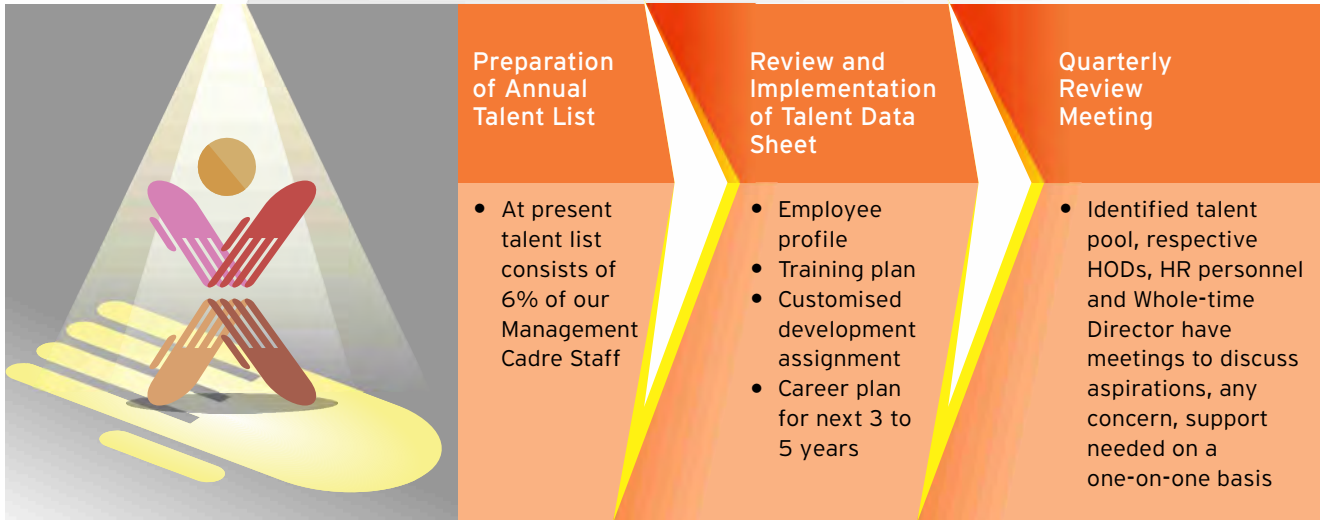 Preparation
of Annual
Talent List
• At present
talent list
consists of
6% of our
Management
Cadre Staff
Review and
Implementation
of Talent Data
Sheet
• Employee
profile
• Training plan
• Customised
development
assignment
• Career plan
for next 3 to
5 years
Quarterly
Review
Meeting
• Identified talent
pool, respective
HODs, HR personnel
and Whole-time
Director have
meetings to discuss
aspirations, any
concern, support
needed on a
one-on-one basis